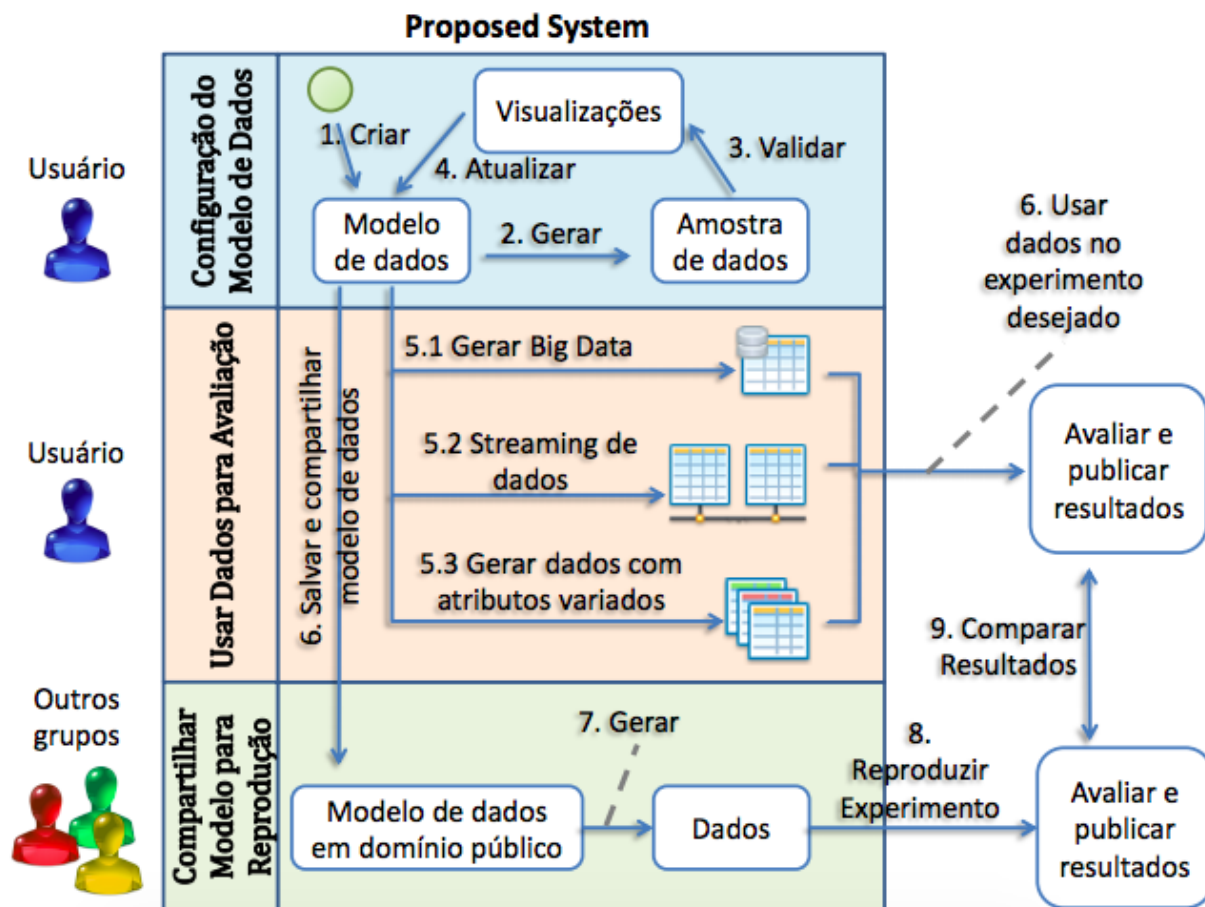 Proposed System
Usuário
Configuração do
Modelo de Dados
1. Criar
Visualizações
3. Validar
4. Atualizar
Modelo
de dados
2. Gerar
Amostra
de dados
6. Usar
dados no
experimento
desejado
Usuário
Usar Dados para Avaliação
6. Salvar e compartilhar
modelo de dados
5.1 Gerar Big Data
5.2 Streaming de
dados
5.3 Gerar dados com
atributos variados
Avaliar e
publicar
resultados
9. Comparar
Resultados
Outros
grupos
Compartilhar
Modelo para
Reprodução
7. Gerar
Modelo de dados
em domínio público
Dados
8.
Reproduzir
Experimento
Avaliar e
publicar
resultados